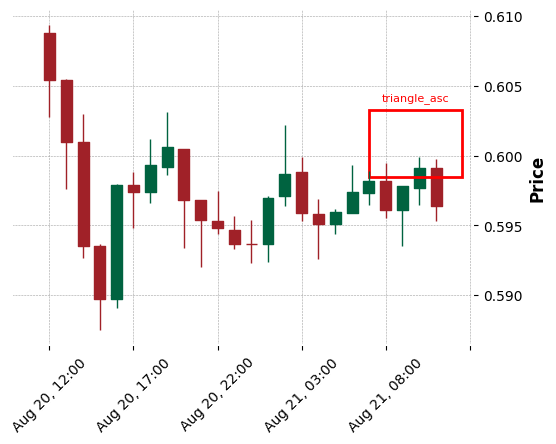 0.610
triangle_asc
0.605
0.600
0.595
0.590
Price
Aug 20, 12:00
Aug 20, 17:00
Aug 20, 22:00
Aug 21, 03:00
Aug 21, 08:00